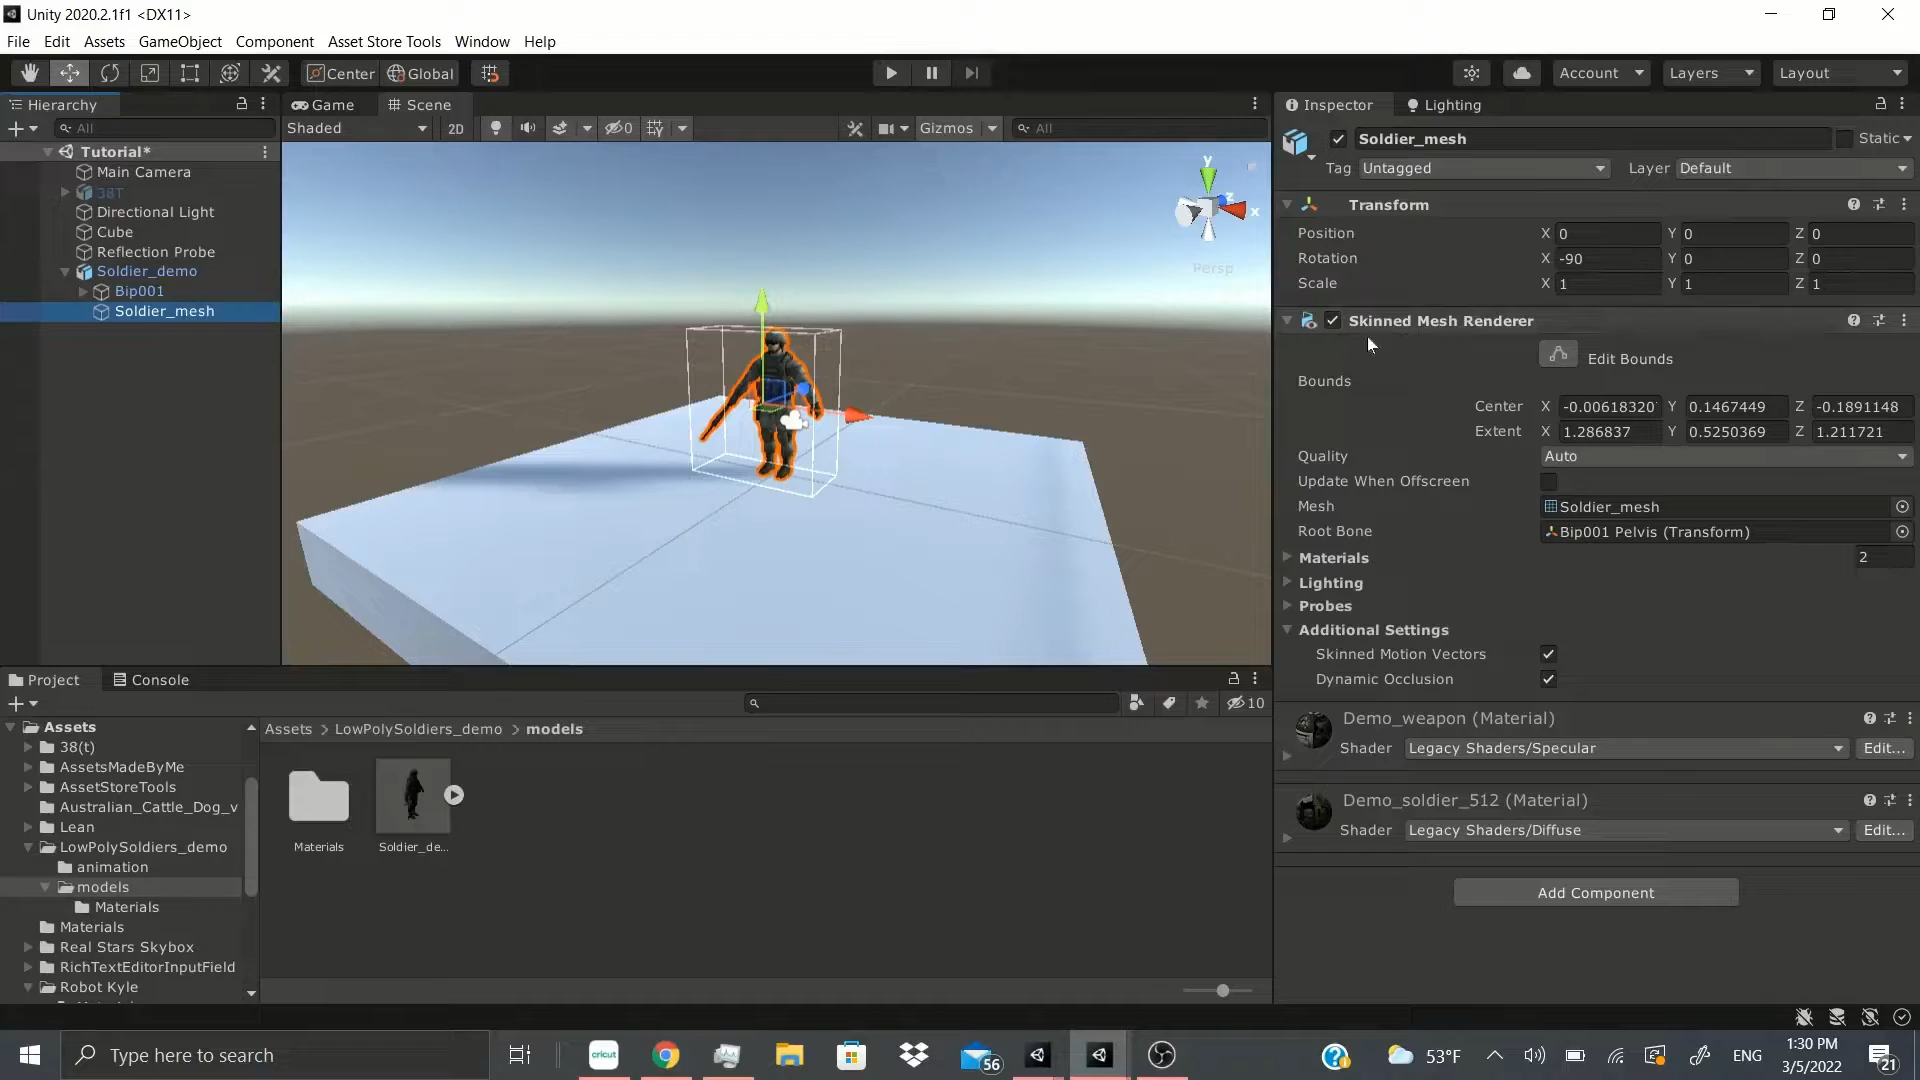 Unity 2020.2.1f1 <DX11>
File Edit Assets GameObject Component Asset Store Tools Window Help
Center Global Account Layers Layout
Hierarchy
All
Tutorial*
Main Camera
38T
Directional Light
Cube
Reflection Probe
Soldier_demo
Bip001
Soldier_mesh
Game Scene
Shaded 2D 0 Gizmos All
y
z
x
Persp
Inspector Lighting
Soldier_mesh Static
Tag Untagged Layer Default
Transform
Position X 0 Y 0 Z 0
Rotation X -90 Y 0 Z 0
Scale X 1 Y 1 Z 1
Skinned Mesh Renderer
Edit Bounds
Bounds
Center X -0.00618320 Y 0.1467449 Z -0.1891148
Extent X 1.286837 Y 0.5250369 Z 1.211721
Quality Auto
Update When Offscreen
Mesh Soldier_mesh
Root Bone Bip001 Pelvis (Transform)
Materials 2
Lighting
Probes
Additional Settings
Skinned Motion Vectors
Dynamic Occlusion
Demo_weapon (Material)
Shader Legacy Shaders/Specular Edit...
Demo_soldier_512 (Material)
Shader Legacy Shaders/Diffuse Edit...
Add Component
Project Console
10
Assets
38(t)
AssetsMadeByMe
AssetStoreTools
Australian_Cattle_Dog_v
Lean
LowPolySoldiers_demo
animation
models
Materials
Materials
Real Stars Skybox
RichTextEditorInputField
Robot Kyle
Assets > LowPolySoldiers_demo > models
Materials Soldier_de...
Type here to search
cricut
56
53°F ENG
1:30 PM
3/5/2022
21